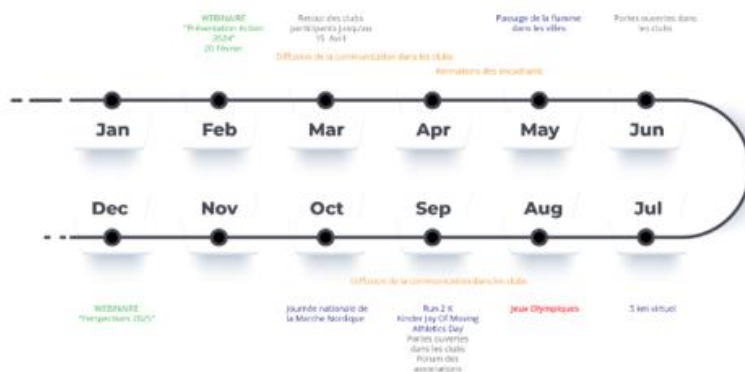 WEBINAIRE
"Présentation Action
2024"
20 Février
Retour des clubs
participants jusqu'au
15 Avril
Passage de la flamme
dans les villes
Portes ouvertes dans
les clubs
Diffusion de la communication dans les clubs
Formations des encadrants
Jan
Feb
Mar
Apr
May
Jun
Dec
Nov
Oct
Sep
Aug
Jul
Diffusion de la communication dans les clubs
WEBINAIRE
"Perspectives 2025"
Journée nationale de
la Marche Nordique
Run 2 K
Kinder Joy Of Moving
Athletics Day
Portes ouvertes
dans les clubs
Forum des
associations
Jeux Olympiques
5 km virtuel